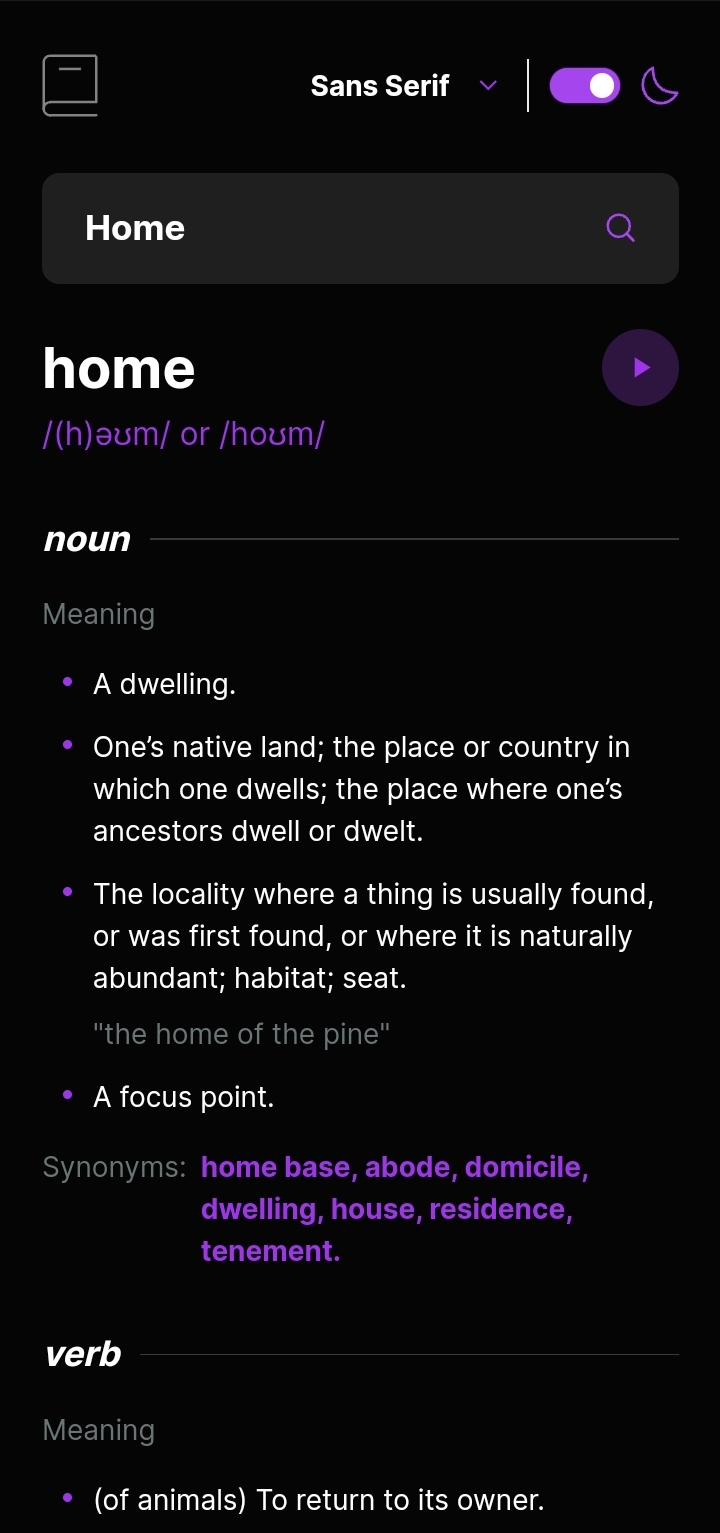 Sans Serif
Home
home
/(h)əʊm/ or /hoʊm/
noun
Meaning
A dwelling.
One’s native land; the place or country in
which one dwells; the place where one’s
ancestors dwell or dwelt.
The locality where a thing is usually found,
or was first found, or where it is naturally
abundant; habitat; seat.
"the home of the pine"
A focus point.
Synonyms: home base, abode, domicile,
dwelling, house, residence,
tenement.
verb
Meaning
(of animals) To return to its owner.